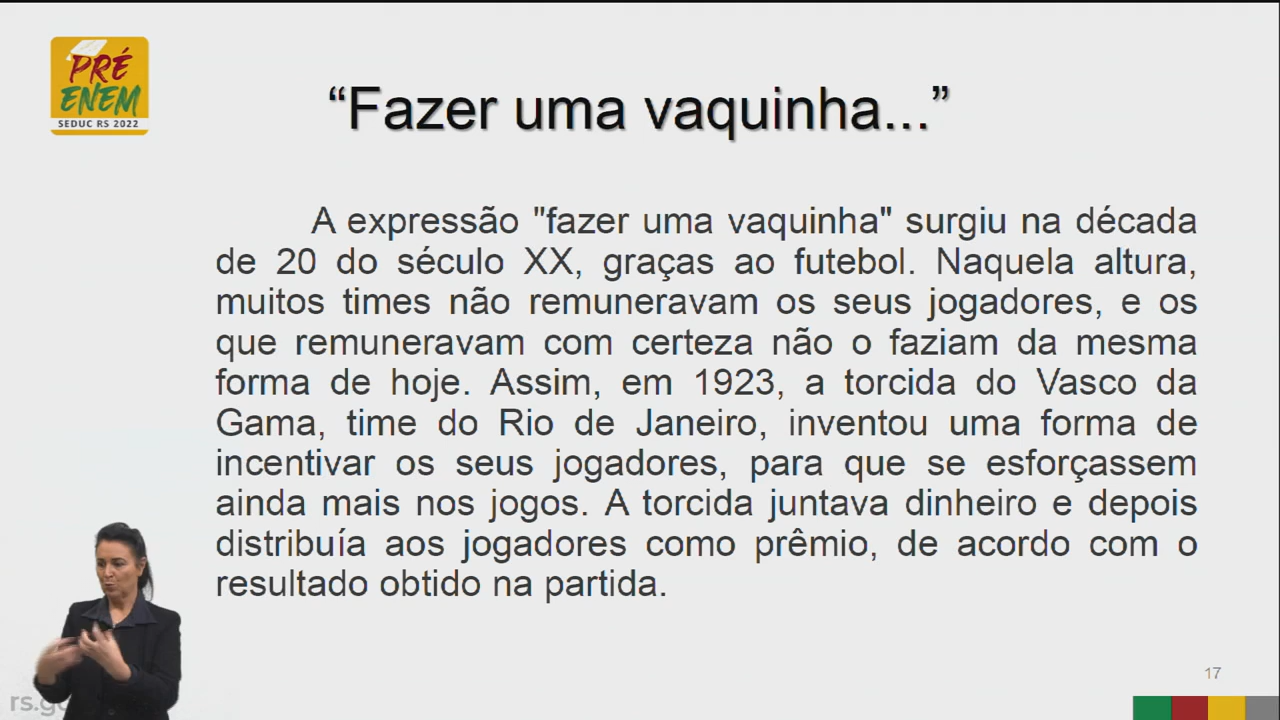 PRÉ
ENEM
SEDUC RS 2022
“Fazer uma vaquinha...”
A expressão "fazer uma vaquinha" surgiu na década
de 20 do século XX, graças ao futebol. Naquela altura,
muitos times não remuneravam os seus jogadores, e os
que remuneravam com certeza não o faziam da mesma
forma de hoje. Assim, em 1923, a torcida do Vasco da
Gama, time do Rio de Janeiro, inventou uma forma de
incentivar os seus jogadores, para que se esforçassem
ainda mais nos jogos. A torcida juntava dinheiro e depois
distribuía aos jogadores como prêmio, de acordo com o
resultado obtido na partida.
17